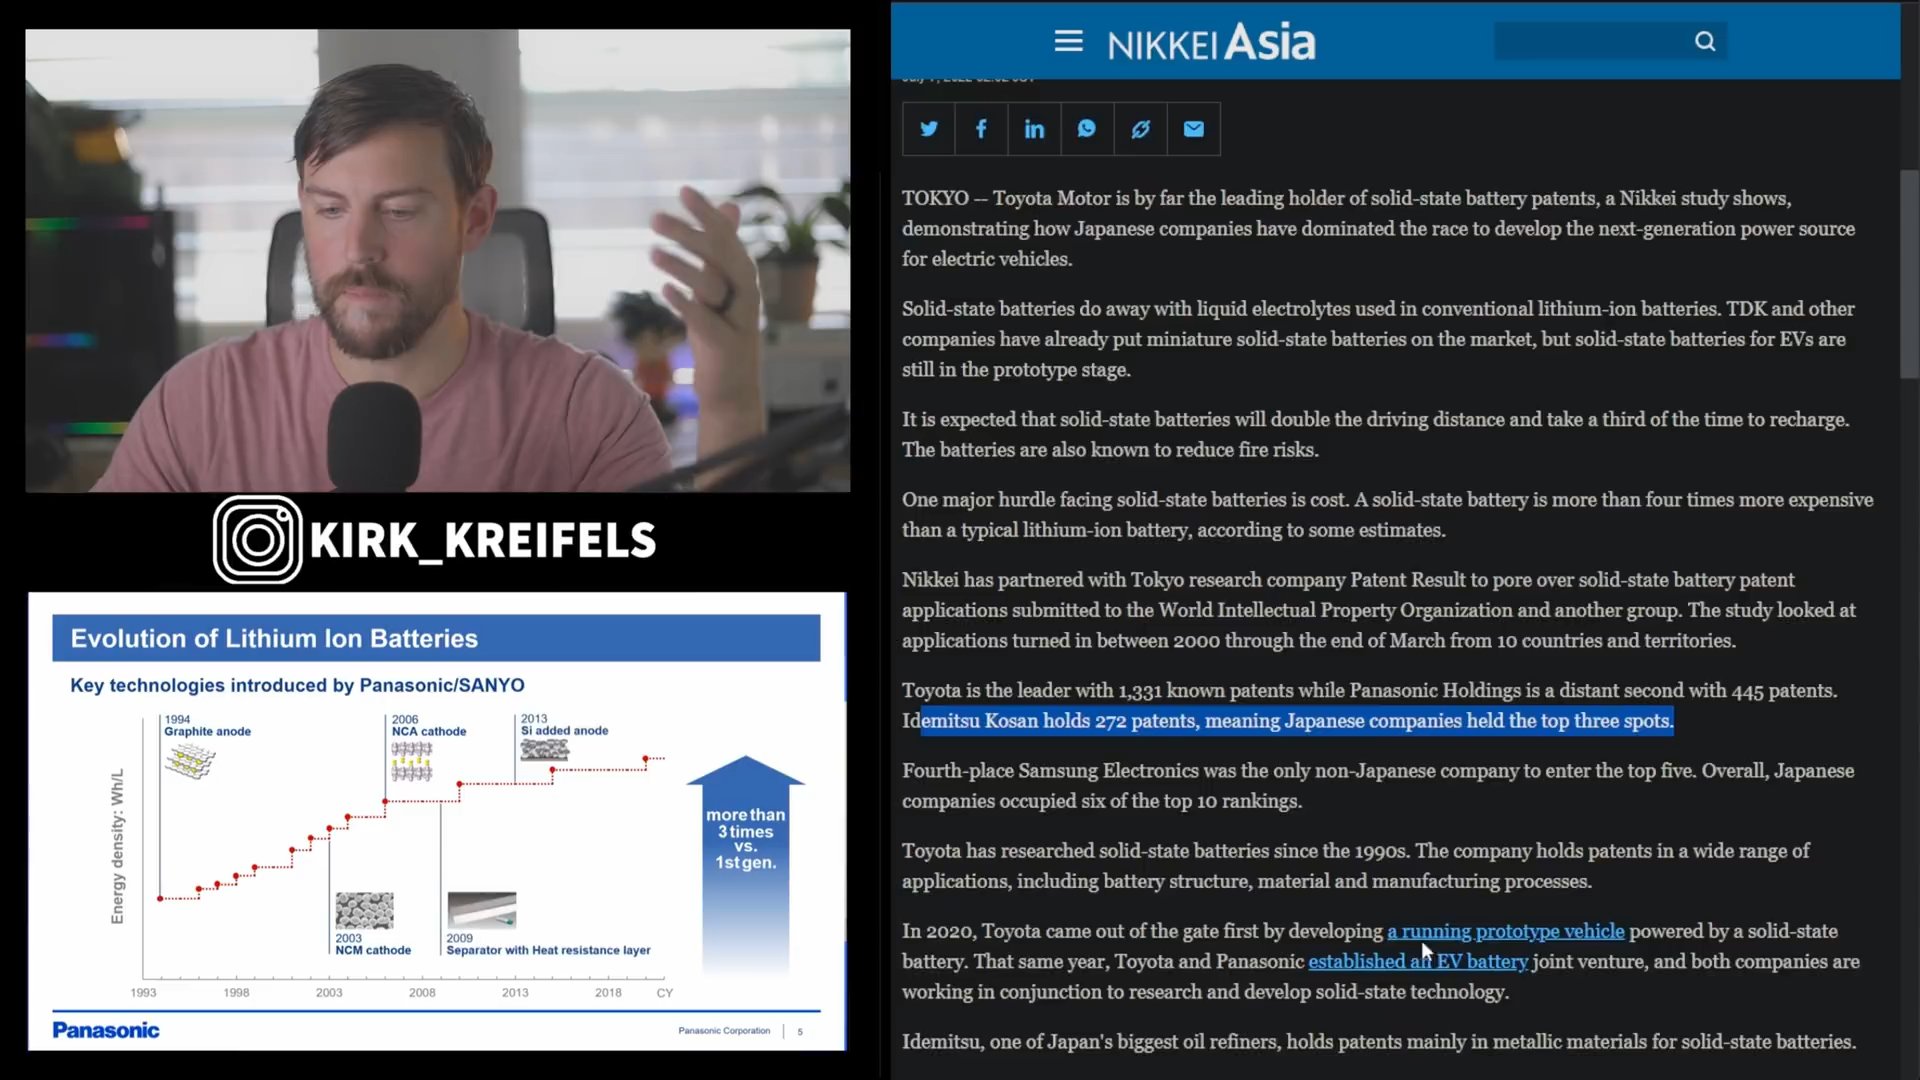 KIRK_KREIFELS
Evolution of Lithium Ion Batteries
Key technologies introduced by Panasonic/SANYO
1994
Graphite anode
2006
NCA cathode
2013
Si added anode
Energy density: Wh/L
more than
3 times
vs.
1st gen.
2003
NCM cathode
2009
Separator with Heat resistance layer
1993
1998
2003
2008
2013
2018
CY
Panasonic
Panasonic Corporation
5
NIKKEI Asia
TOKYO -- Toyota Motor is by far the leading holder of solid-state battery patents, a Nikkei study shows,
demonstrating how Japanese companies have dominated the race to develop the next-generation power source
for electric vehicles.
Solid-state batteries do away with liquid electrolytes used in conventional lithium-ion batteries. TDK and other
companies have already put miniature solid-state batteries on the market, but solid-state batteries for EVs are
still in the prototype stage.
It is expected that solid-state batteries will double the driving distance and take a third of the time to recharge.
The batteries are also known to reduce fire risks.
One major hurdle facing solid-state batteries is cost. A solid-state battery is more than four times more expensive
than a typical lithium-ion battery, according to some estimates.
Nikkei has partnered with Tokyo research company Patent Result to pore over solid-state battery patent
applications submitted to the World Intellectual Property Organization and another group. The study looked at
applications turned in between 2000 through the end of March from 10 countries and territories.
Toyota is the leader with 1,331 known patents while Panasonic Holdings is a distant second with 445 patents.
Idemitsu Kosan holds 272 patents, meaning Japanese companies held the top three spots.
Fourth-place Samsung Electronics was the only non-Japanese company to enter the top five. Overall, Japanese
companies occupied six of the top 10 rankings.
Toyota has researched solid-state batteries since the 1990s. The company holds patents in a wide range of
applications, including battery structure, material and manufacturing processes.
In 2020, Toyota came out of the gate first by developing a running prototype vehicle powered by a solid-state
battery. That same year, Toyota and Panasonic established an EV battery joint venture, and both companies are
working in conjunction to research and develop solid-state technology.
Idemitsu, one of Japan's biggest oil refiners, holds patents mainly in metallic materials for solid-state batteries.